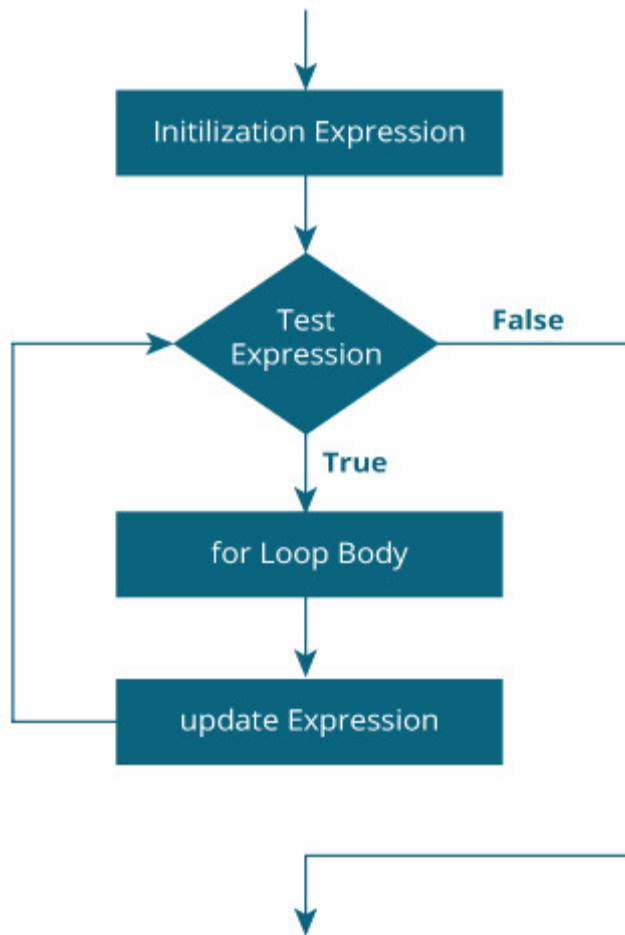 Initilization Expression
Test
Expression
False
True
for Loop Body
update Expression